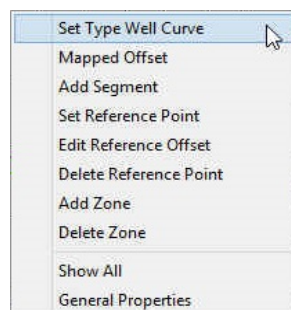 Set Type Well Curve
Mapped Offset
Add Segment
Set Reference Point
Edit Reference Offset
Delete Reference Point
Add Zone
Delete Zone
Show All
General Properties